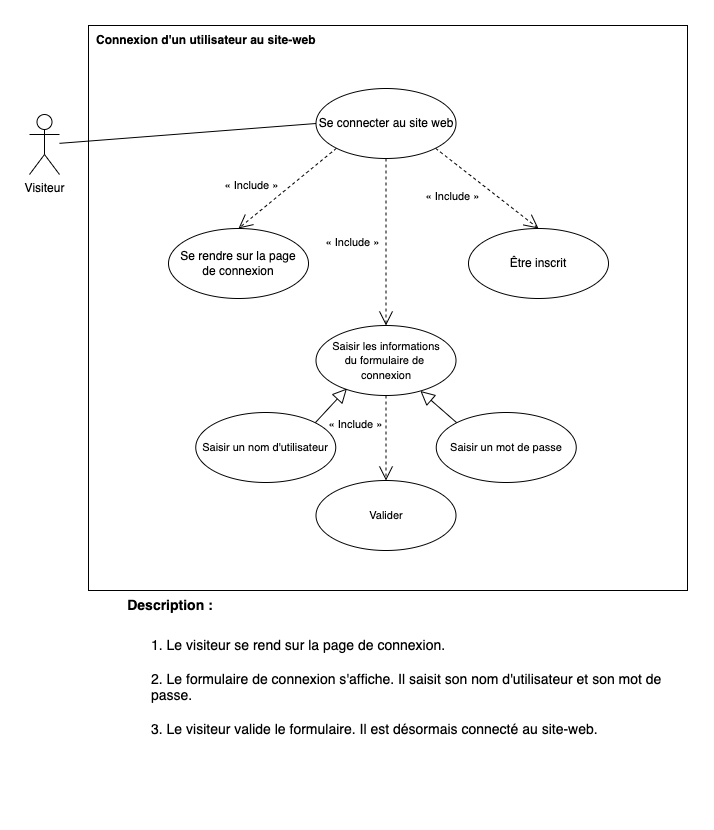 Connexion d'un utilisateur au site-web
Se connecter au site web
Visiteur
« Include »
« Include »
« Include »
Se rendre sur la page
de connexion
Être inscrit
Saisir les informations
du formulaire de
connexion
« Include »
Saisir un nom d'utilisateur
Saisir un mot de passe
Valider
Description :
1. Le visiteur se rend sur la page de connexion.
2. Le formulaire de connexion s'affiche. Il saisit son nom d'utilisateur et son mot de
passe.
3. Le visiteur valide le formulaire. Il est désormais connecté au site-web.